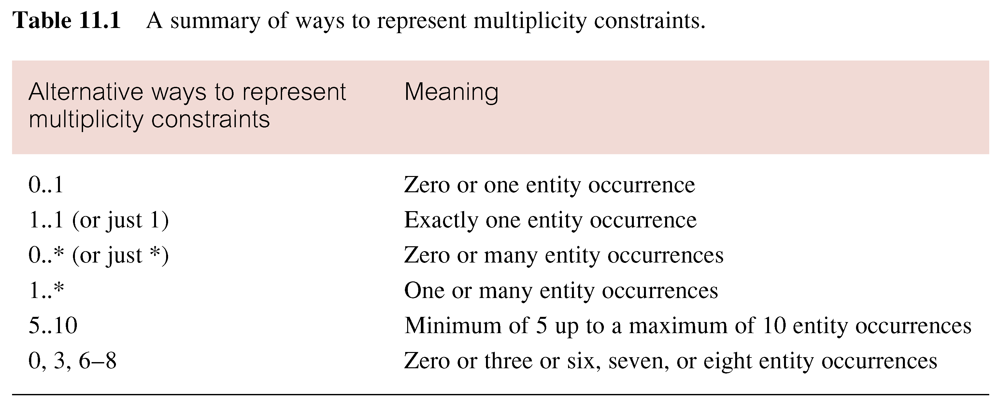 Table 11.1 A summary of ways to represent multiplicity constraints.
Alternative ways to represent multiplicity constraints Meaning
0..1 Zero or one entity occurrence
1..1 (or just 1) Exactly one entity occurrence
0..* (or just *) Zero or many entity occurrences
1..* One or many entity occurrences
5..10 Minimum of 5 up to a maximum of 10 entity occurrences
0, 3, 6–8 Zero or three or six, seven, or eight entity occurrences